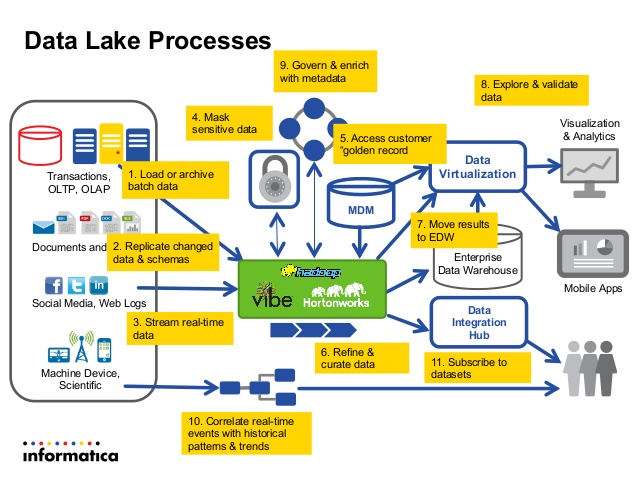 Data Lake Processes
9. Govern & enrich
with metadata
8. Explore & validate
data
4. Mask
sensitive data
Visualization
& Analytics
5. Access customer
“golden record
Data
Virtualization
Transactions,
OLTP, OLAP
1. Load or archive
batch data
MDM
7. Move results
to EDW
Documents and
2. Replicate changed
data & schemas
Enterprise
Data Warehouse
hadoop
vibe
Hortonworks
Mobile Apps
Social Media, Web Logs
3. Stream real-time
data
Data
Integration
Hub
6. Refine &
curate data
11. Subscribe to
datasets
Machine Device,
Scientific
10. Correlate real-time
events with historical
patterns & trends
informatica